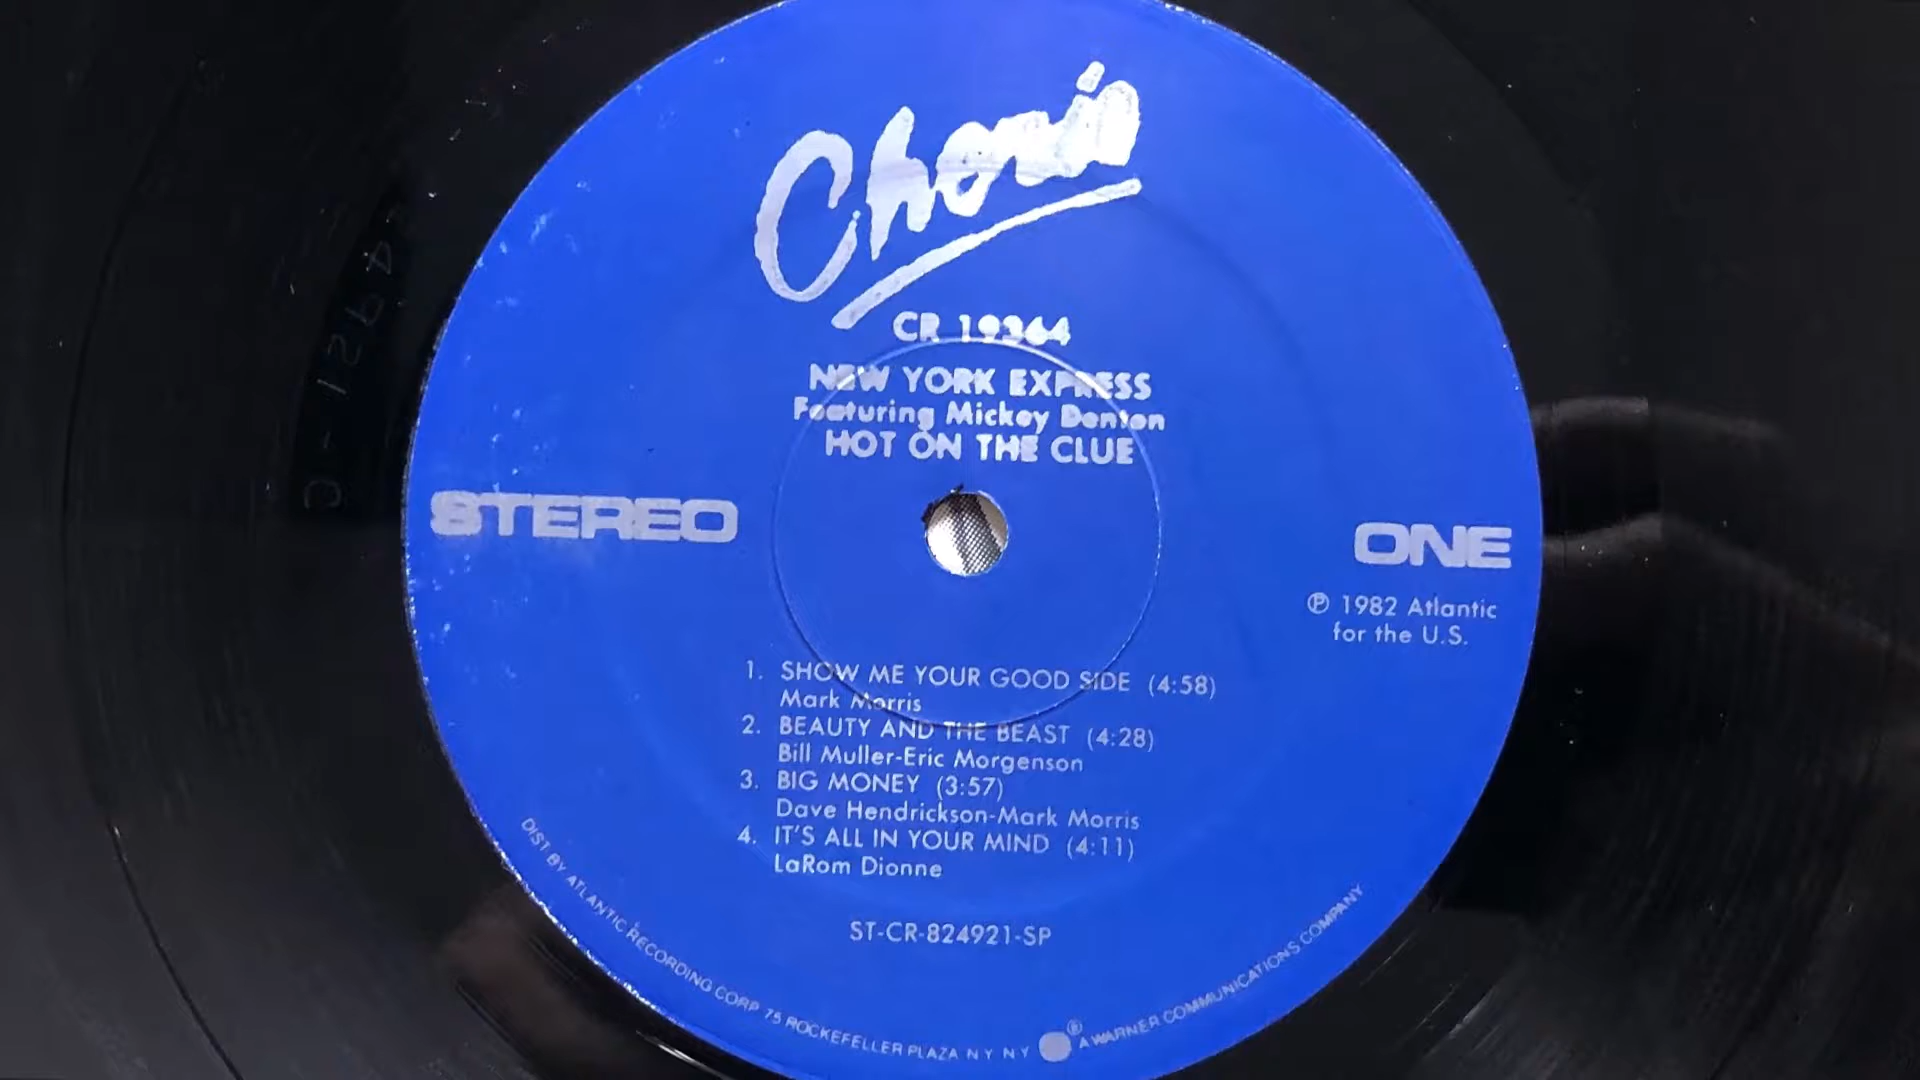 Choric
CR 19364
NEW YORK EXPRESS
Featuring Mickey Denton
HOT ON THE CLUE
STEREO
ONE
℗ 1982 Atlantic
for the U.S.
1. SHOW ME YOUR GOOD SIDE (4:58)
Mark Morris
2. BEAUTY AND THE BEAST (4:28)
Bill Muller-Eric Morgenson
3. BIG MONEY (3:57)
Dave Hendrickson-Mark Morris
4. IT'S ALL IN YOUR MIND (4:11)
LaRom Dionne
ST-CR-824921-SP
DIST BY ATLANTIC RECORDING CORP 75 ROCKEFELLER PLAZA N Y N Y ® A WARNER COMMUNICATIONS COMPANY